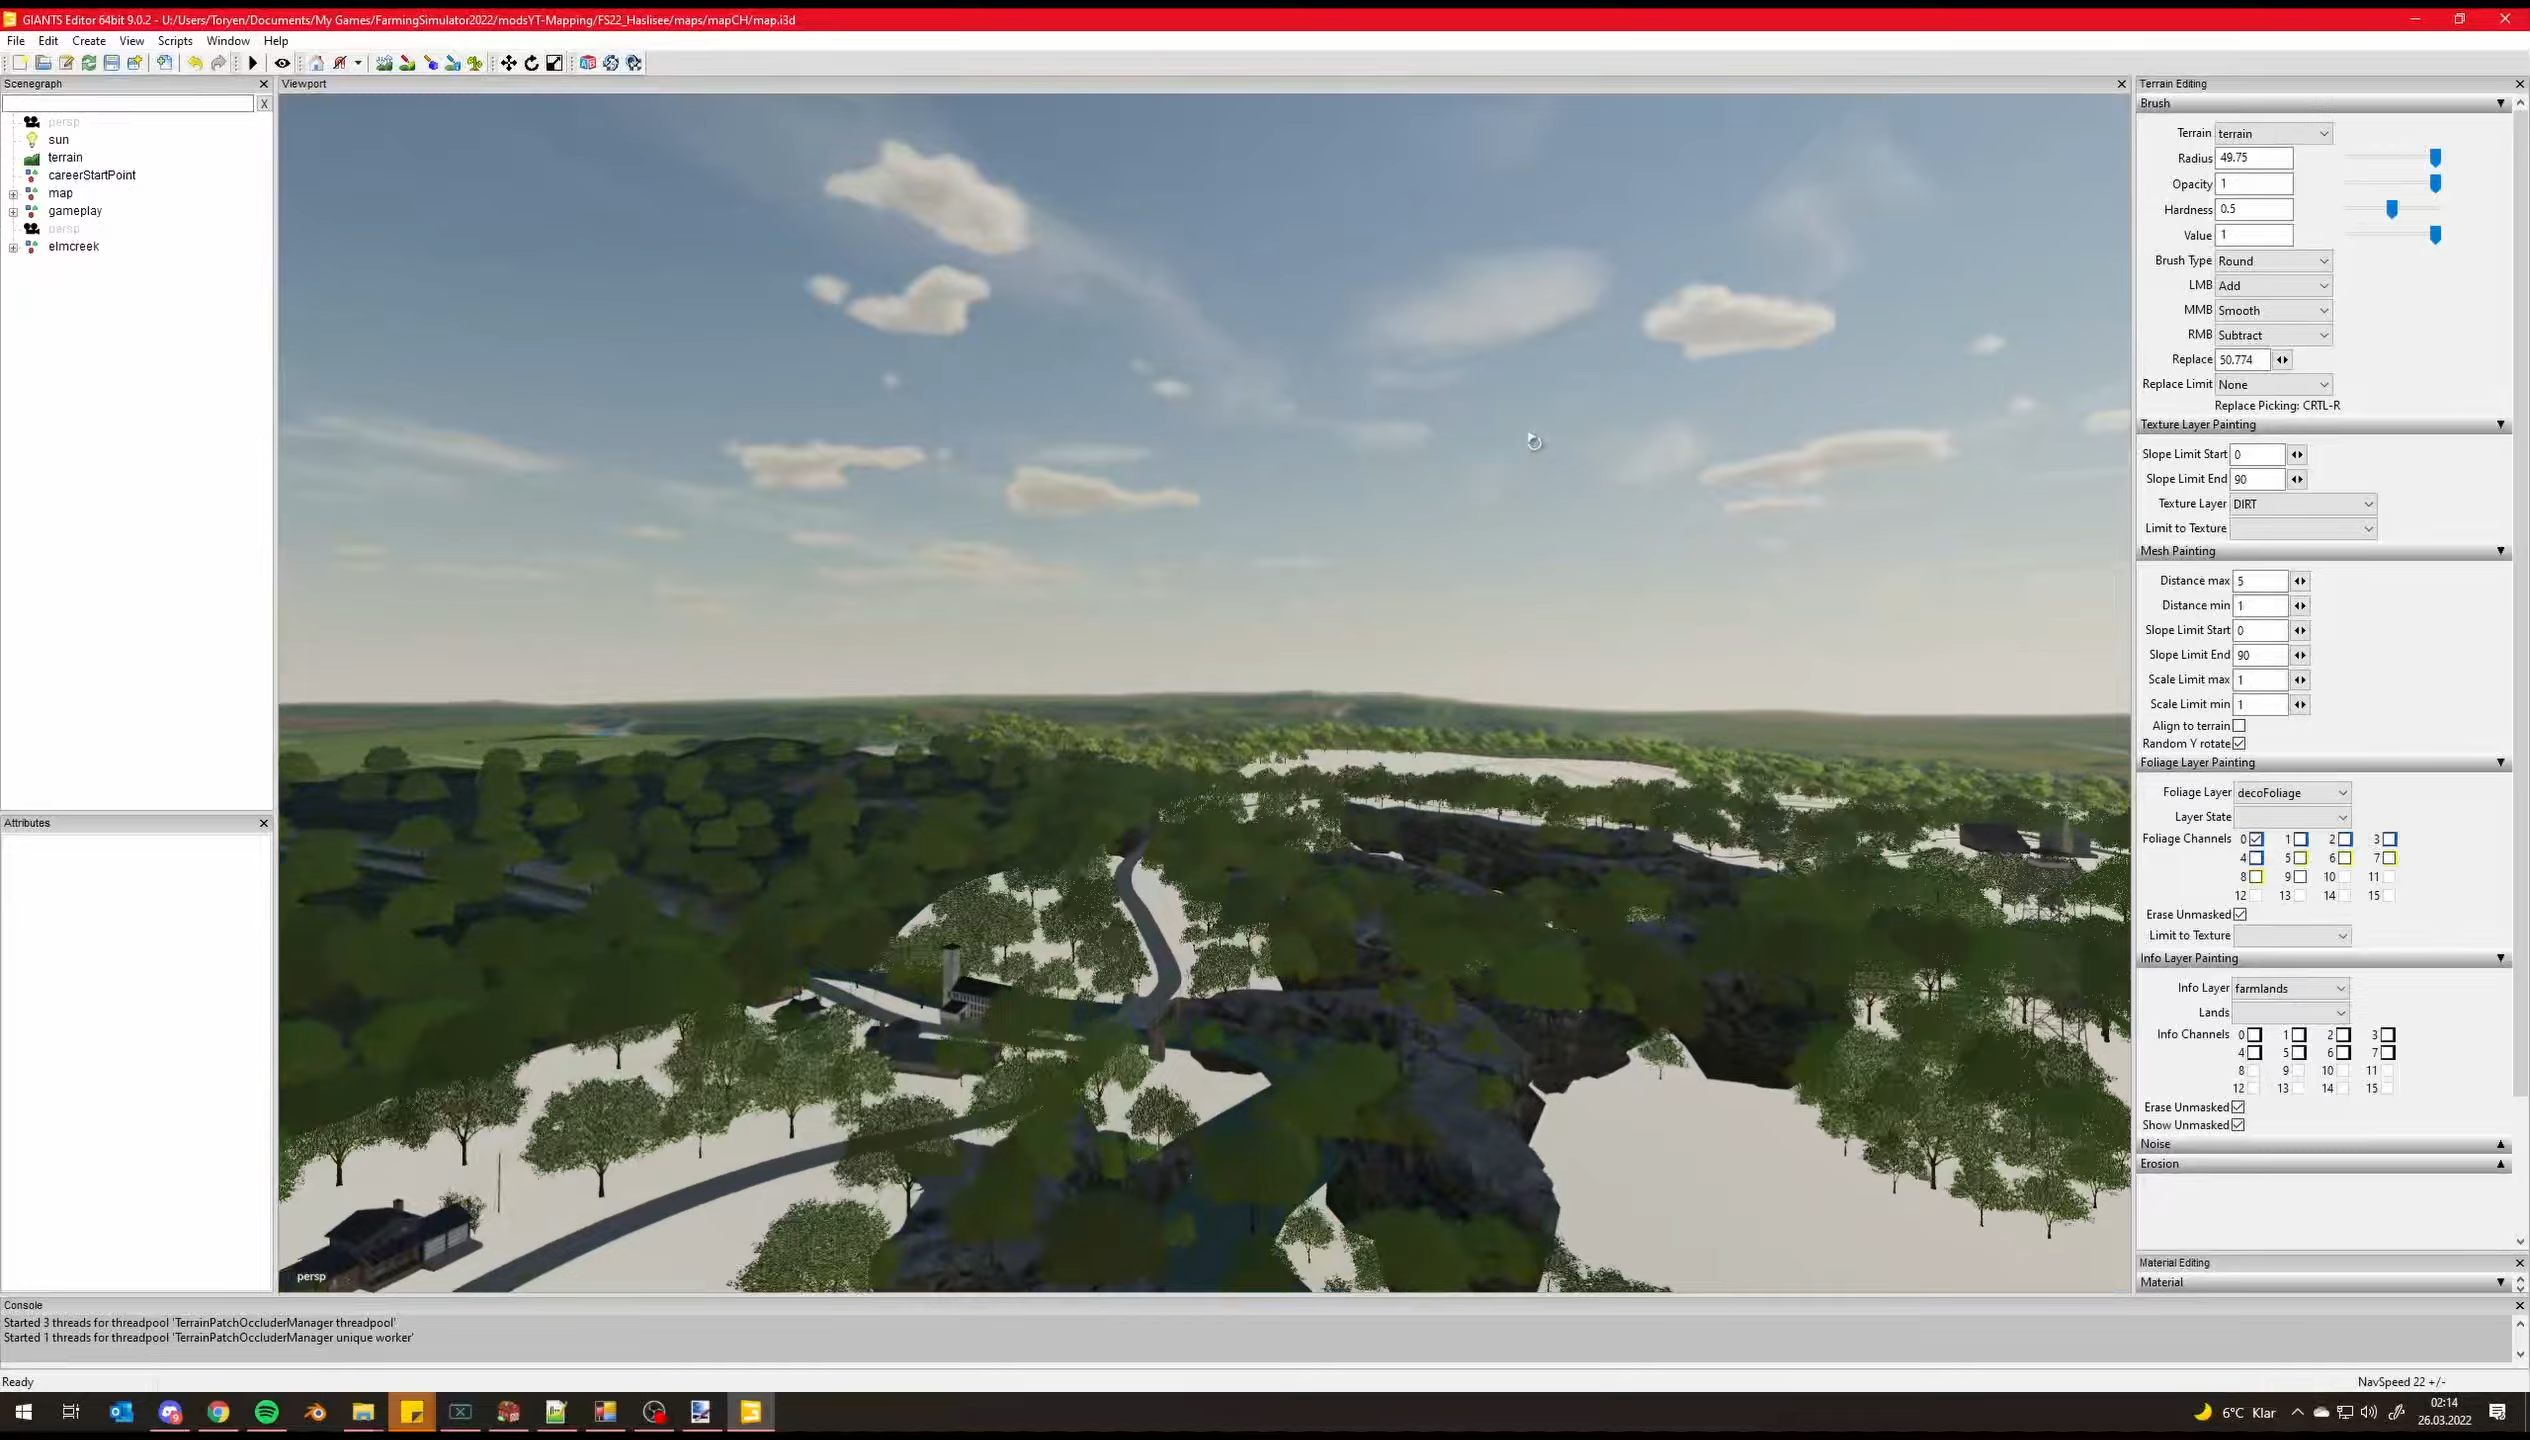 GIANTS Editor 64bit 9.0.2 - U:/Users/Toryen/Documents/My Games/FarmingSimulator2022/modsYT-Mapping/FS22_Haslisee/maps/mapCH/map.i3d
File Edit Create View Scripts Window Help
Scenegraph
X
persp
sun
terrain
careerStartPoint
map
gameplay
persp
elmcreek
Attributes
Viewport
persp
Terrain Editing
Brush
Terrain terrain
Radius 49.75
Opacity 1
Hardness 0.5
Value 1
Brush Type Round
LMB Add
MMB Smooth
RMB Subtract
Replace 50.774
Replace Limit None
Replace Picking: CRTL-R
Texture Layer Painting
Slope Limit Start 0
Slope Limit End 90
Texture Layer DIRT
Limit to Texture
Mesh Painting
Distance max 5
Distance min 1
Slope Limit Start 0
Slope Limit End 90
Scale Limit max 1
Scale Limit min 1
Align to terrain
Random Y rotate
Foliage Layer Painting
Foliage Layer decoFoliage
Layer State
Foliage Channels 0 1 2 3
4 5 6 7
8 9 10 11
12 13 14 15
Erase Unmasked
Limit to Texture
Info Layer Painting
Info Layer farmlands
Lands
Info Channels 0 1 2 3
4 5 6 7
8 9 10 11
12 13 14 15
Erase Unmasked
Show Unmasked
Noise
Erosion
Material Editing
Material
Console
Started 3 threads for threadpool 'TerrainPatchOccluderManager threadpool'
Started 1 threads for threadpool 'TerrainPatchOccluderManager unique worker'
Ready
NavSpeed 22 +/-
6°C Klar
02:14
26.03.2022